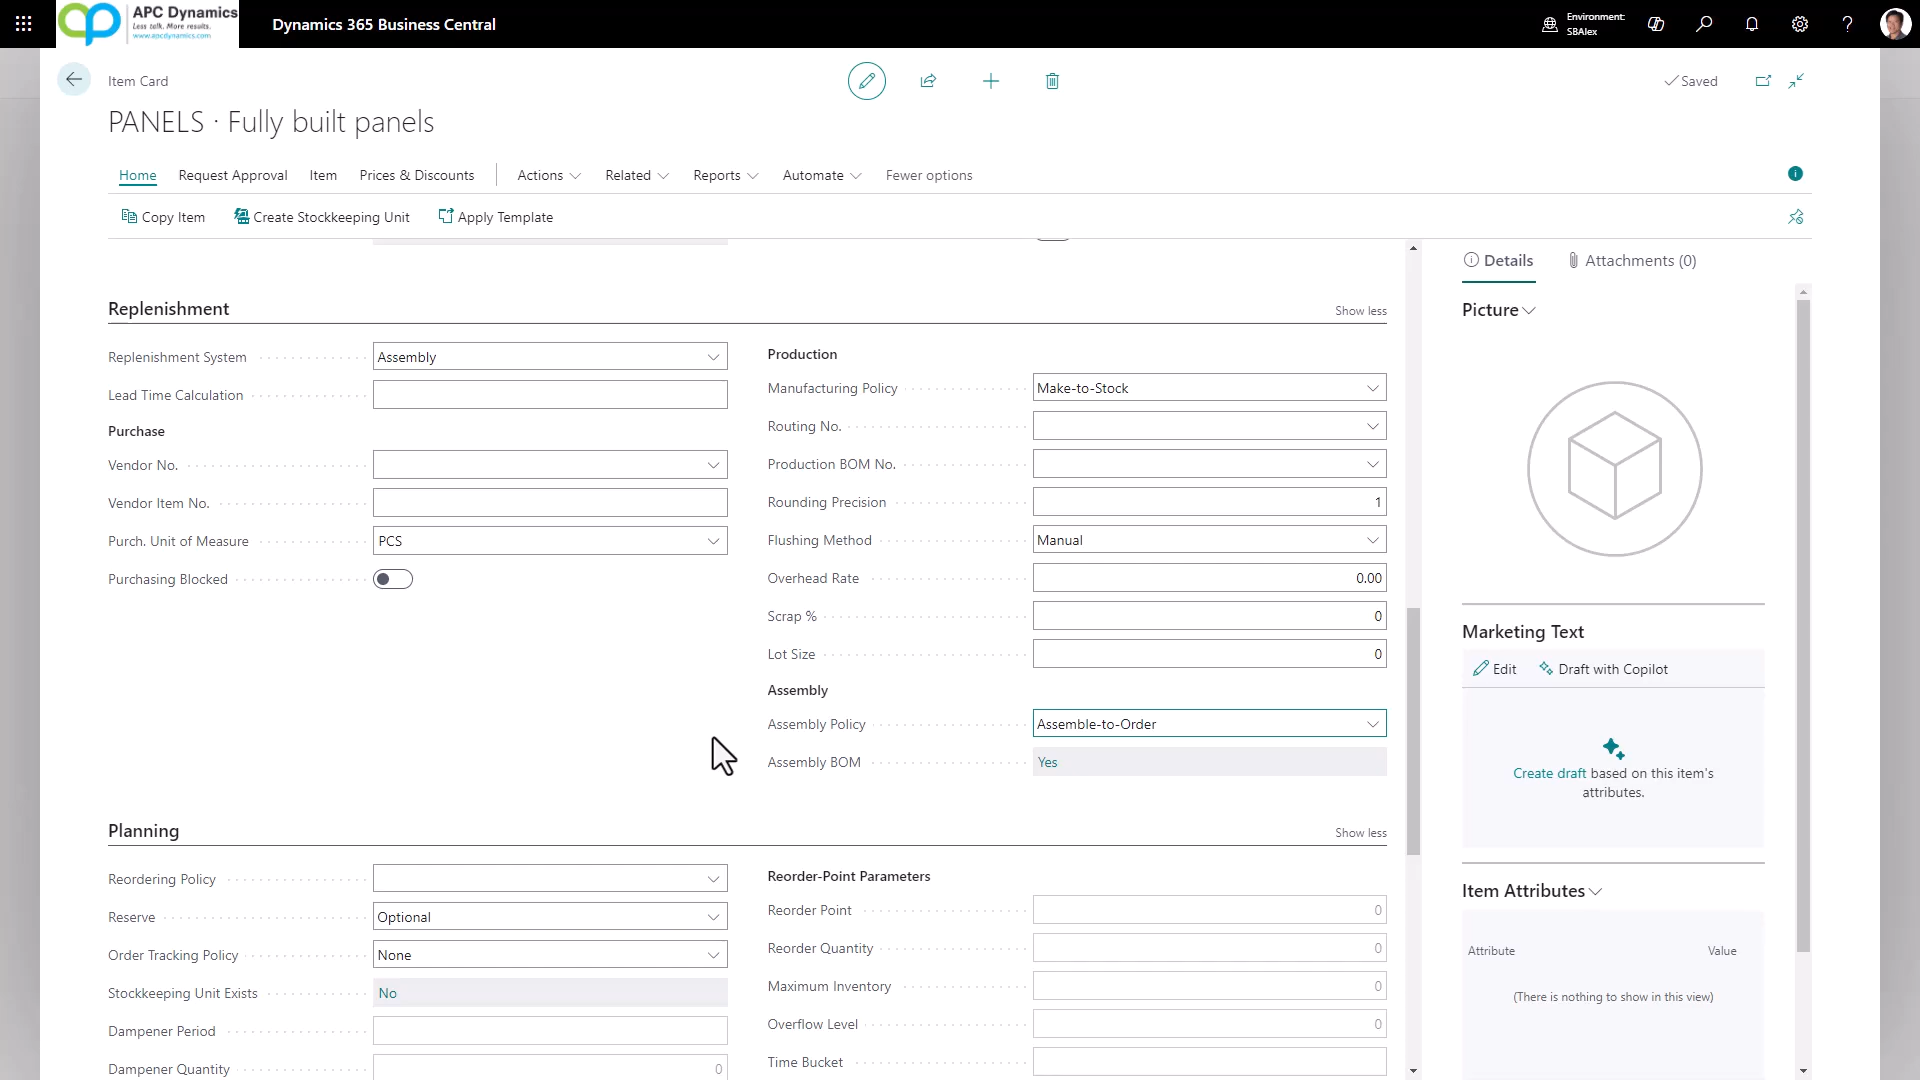 APC Dynamics
Less talk. More results.
www.apcdynamics.com
Dynamics 365 Business Central
Environment:
SBAlex
Item Card
Saved
PANELS · Fully built panels
Home Request Approval Item Prices & Discounts Actions Related Reports Automate Fewer options
Copy Item Create Stockkeeping Unit Apply Template
Replenishment Show less
Replenishment System Assembly
Lead Time Calculation
Purchase
Vendor No.
Vendor Item No.
Purch. Unit of Measure PCS
Purchasing Blocked
Production
Manufacturing Policy Make-to-Stock
Routing No.
Production BOM No.
Rounding Precision 1
Flushing Method Manual
Overhead Rate 0.00
Scrap % 0
Lot Size 0
Assembly
Assembly Policy Assemble-to-Order
Assembly BOM Yes
Planning Show less
Reordering Policy
Reserve Optional
Order Tracking Policy None
Stockkeeping Unit Exists No
Dampener Period
Dampener Quantity 0
Reorder-Point Parameters
Reorder Point 0
Reorder Quantity 0
Maximum Inventory 0
Overflow Level 0
Time Bucket
Details Attachments (0)
Picture
Marketing Text
Edit Draft with Copilot
Create draft based on this item's
attributes.
Item Attributes
Attribute Value
(There is nothing to show in this view)